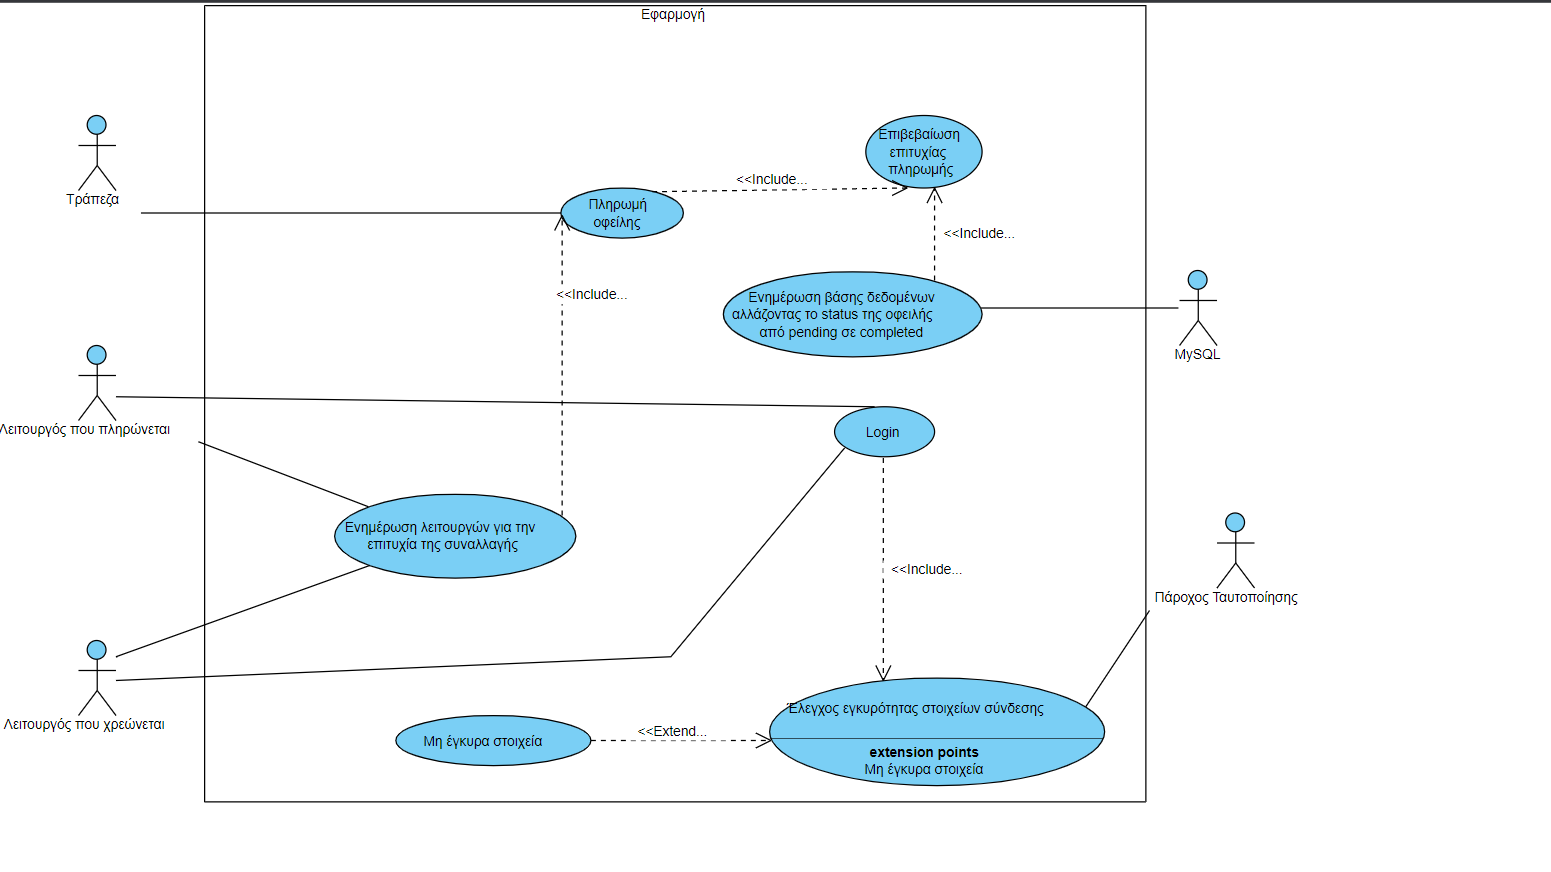 Εφαρμογή
Τράπεζα
Επιβεβαίωση
επιτυχίας
πληρωμής
<<Include...
Πληρωμή
οφείλης
<<Include...
<<Include...
Ενημέρωση βάσης δεδομένων
αλλάζοντας το status της οφειλής
από pending σε completed
MySQL
Λειτουργός που πληρώνεται
Login
Ενημέρωση λειτουργών για την
επιτυχία της συναλλαγής
<<Include...
Πάροχος Ταυτοποίησης
Λειτουργός που χρεώνεται
Μη έγκυρα στοιχεία
<<Extend...
Έλεγχος εγκυρότητας στοιχείων σύνδεσης
extension points
Μη έγκυρα στοιχεία